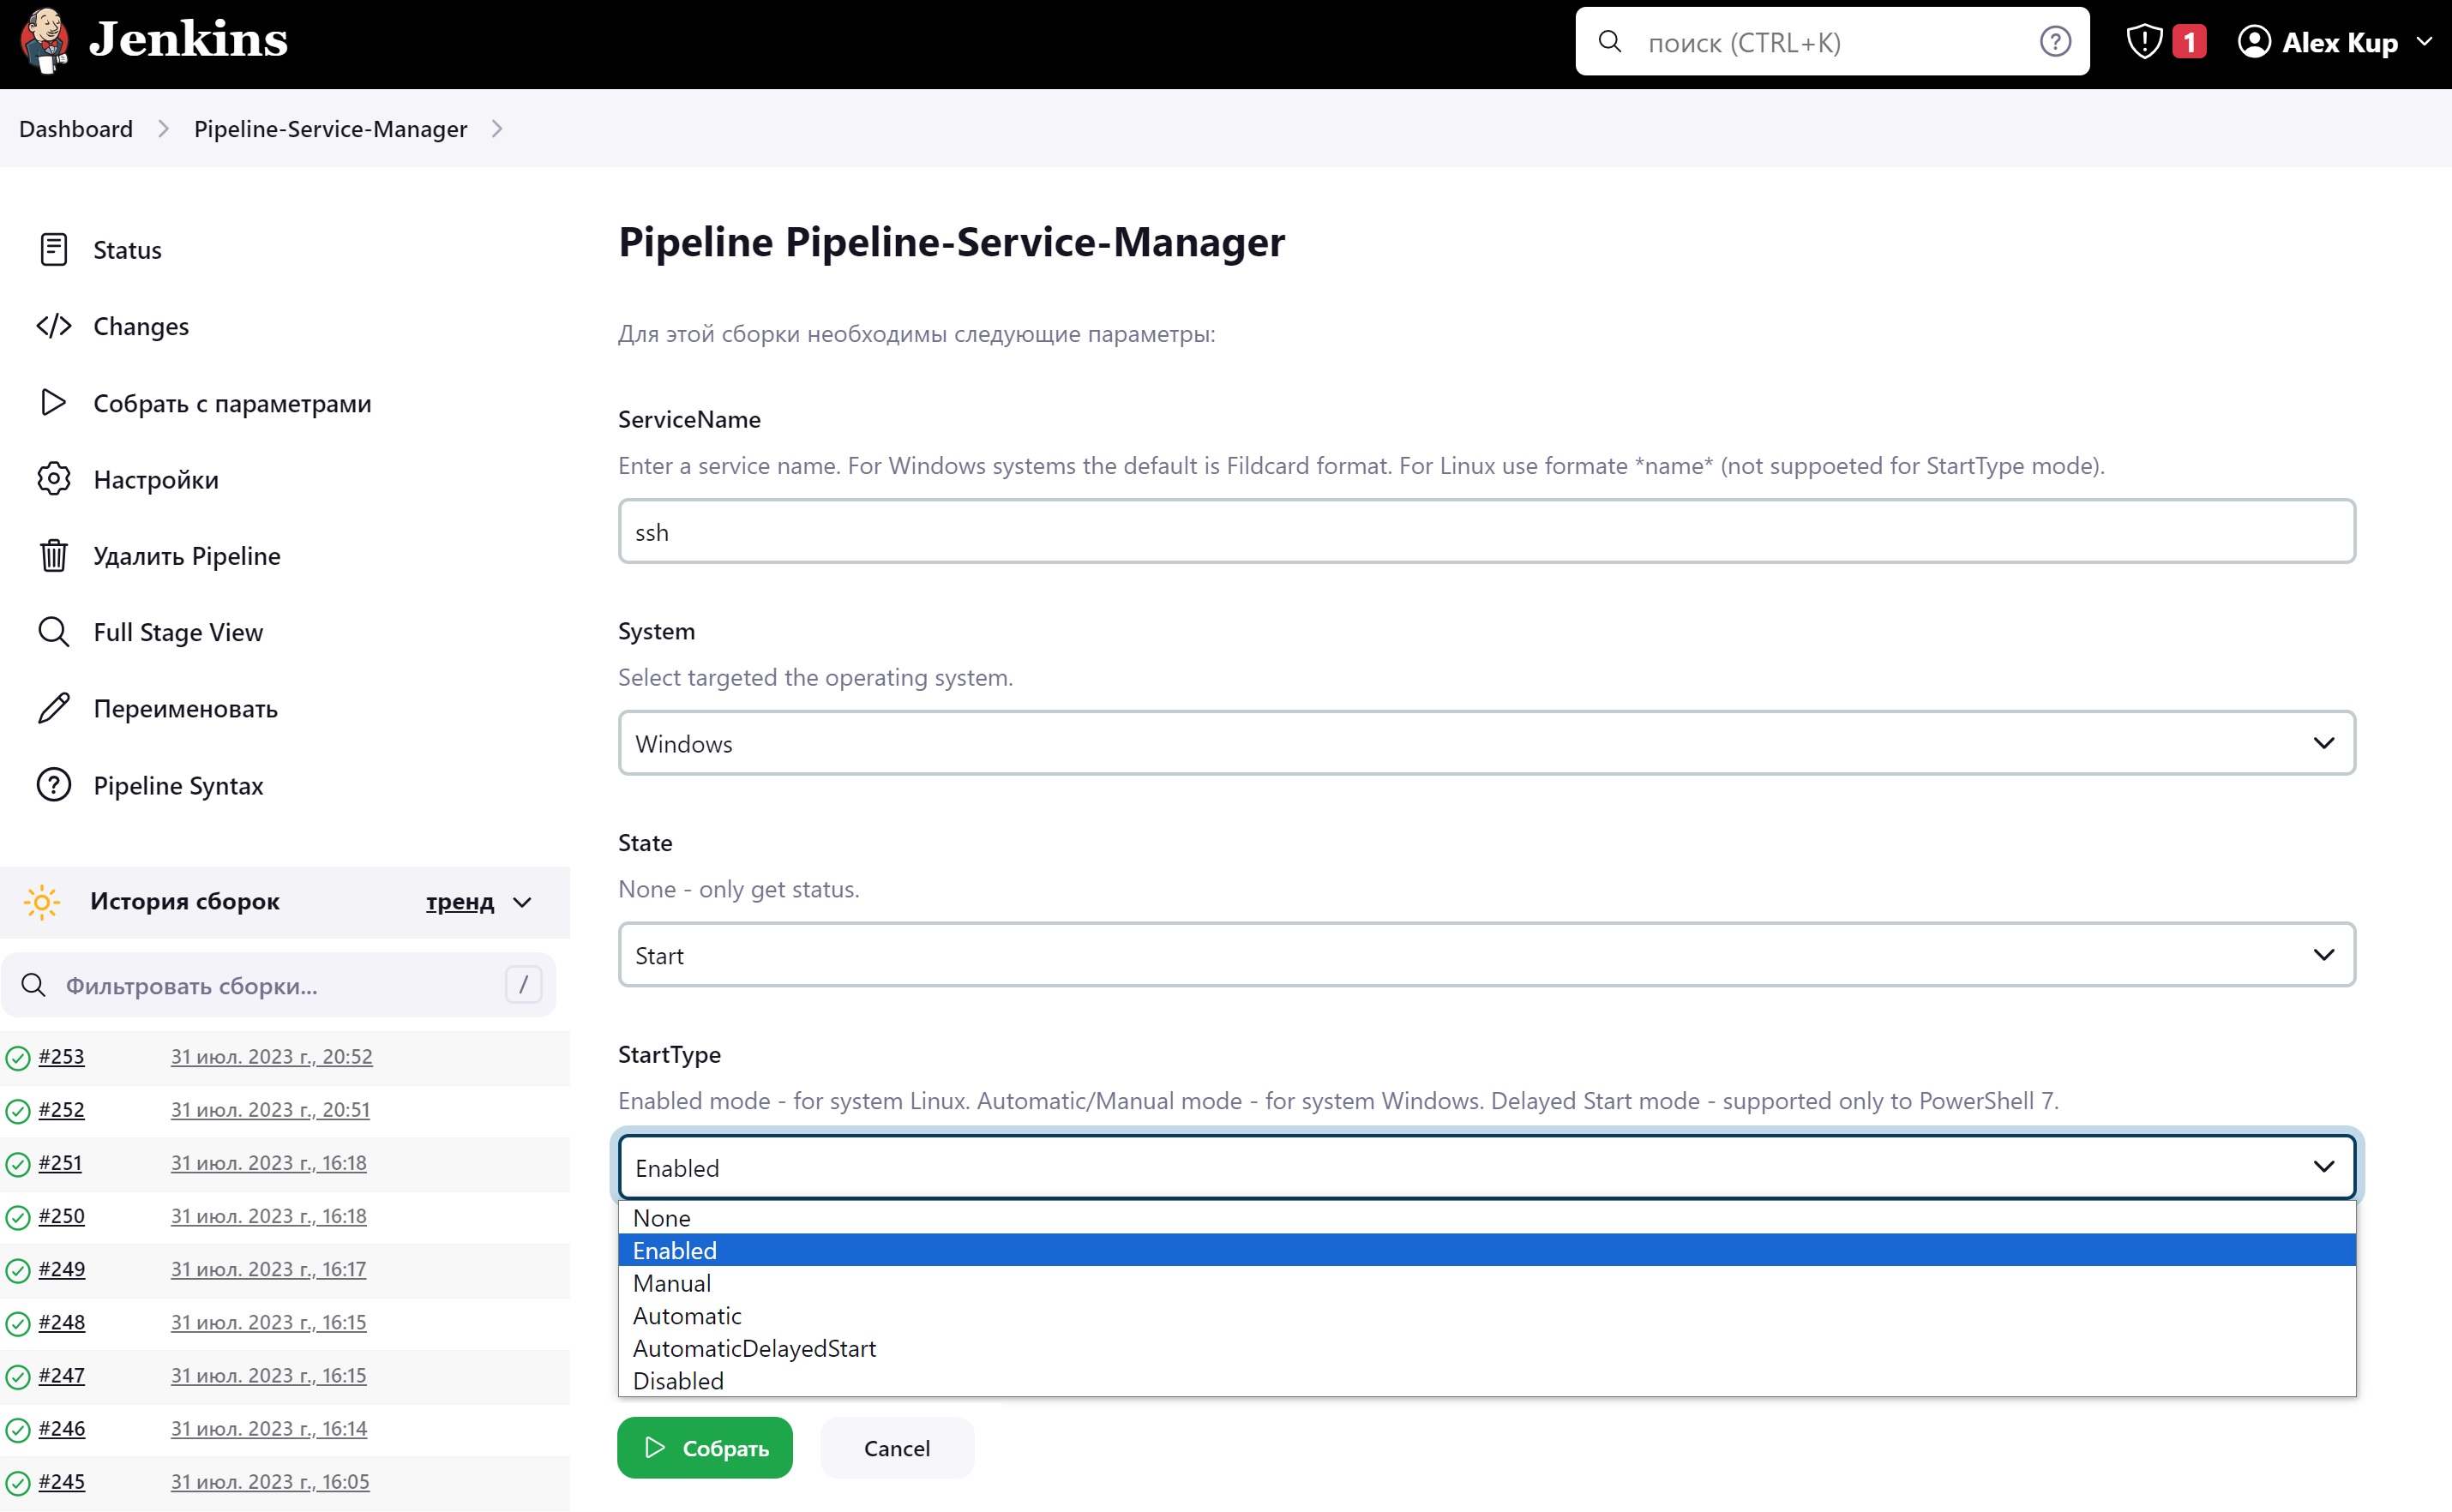 Jenkins
поиск (CTRL+K)
1
Alex Kup
Dashboard
Pipeline-Service-Manager
Status
Changes
Собрать с параметрами
Настройки
Удалить Pipeline
Full Stage View
Переименовать
Pipeline Syntax
История сборок
тренд
Фильтровать сборки...
/
#253 31 июл. 2023 г., 20:52
#252 31 июл. 2023 г., 20:51
#251 31 июл. 2023 г., 16:18
#250 31 июл. 2023 г., 16:18
#249 31 июл. 2023 г., 16:17
#248 31 июл. 2023 г., 16:15
#247 31 июл. 2023 г., 16:15
#246 31 июл. 2023 г., 16:14
#245 31 июл. 2023 г., 16:05
Pipeline Pipeline-Service-Manager
Для этой сборки необходимы следующие параметры:
ServiceName
Enter a service name. For Windows systems the default is Fildcard format. For Linux use formate *name* (not suppoeted for StartType mode).
ssh
System
Select targeted the operating system.
Windows
State
None - only get status.
Start
StartType
Enabled mode - for system Linux. Automatic/Manual mode - for system Windows. Delayed Start mode - supported only to PowerShell 7.
Enabled
None
Enabled
Manual
Automatic
AutomaticDelayedStart
Disabled
Собрать
Cancel